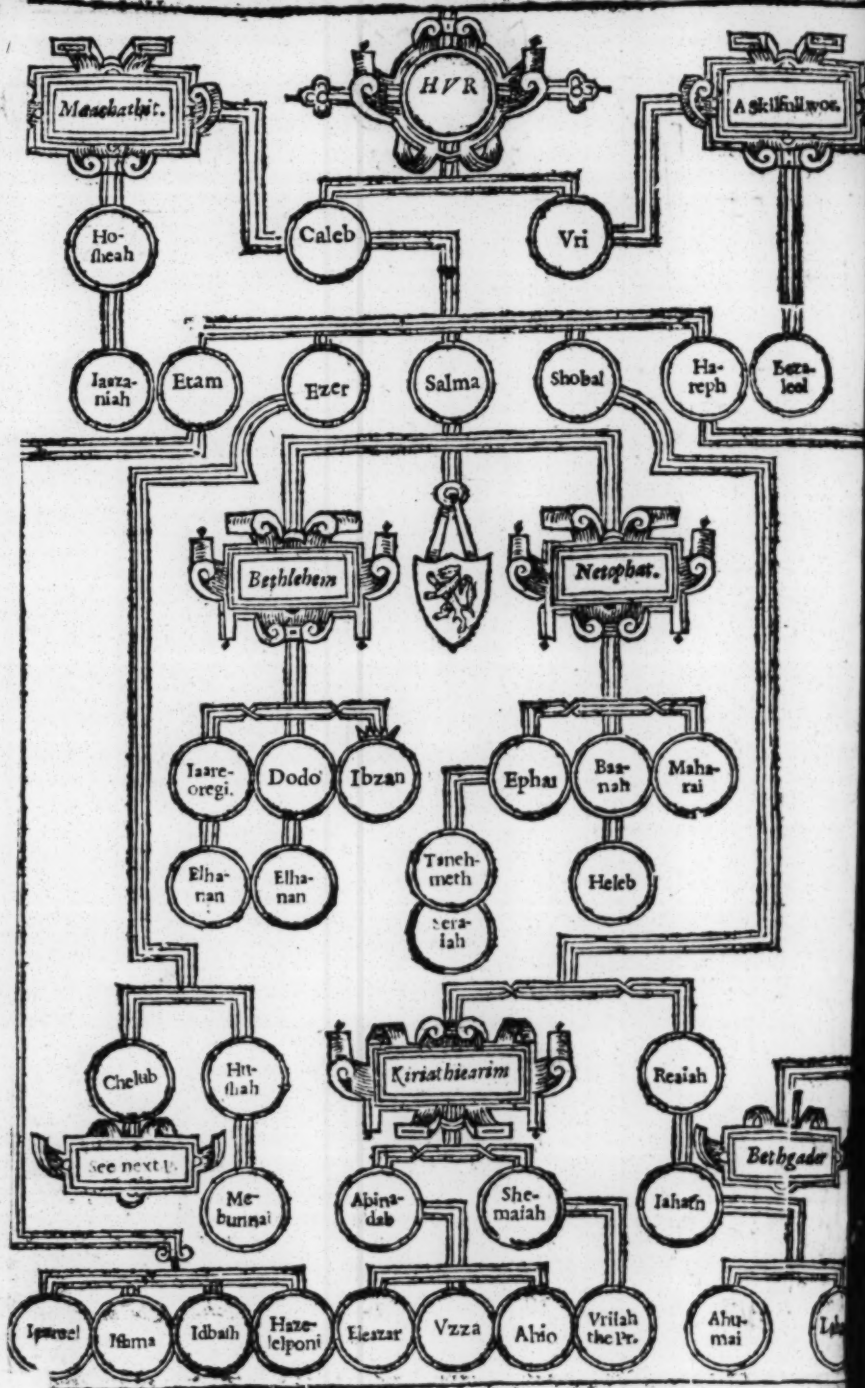 HVR
Maachathit.
A skilfull wor.
Ho-
sheah
Caleb
Vri
Iaaza-
niah
Etam
Ezer
Salma
Shobal
Ha-
reph
Beza-
leel
Bethlehem
Netophat.
Iaare-
oregi.
Dodo
Ibzan
Ephai
Baa-
nah
Maha-
rai
Elha-
nan
Elha-
nan
Taneh-
meth
Sera-
iah
Heleb
Chelub
Hu-
shah
Kiriathiearim
Reaiah
See next
Me-
bunnai
Abina-
dab
She-
maiah
Iahath
Bethgader
Ishma
Idbash
Haze-
lelponi
Eleazar
Vzza
Ahio
Vriiah
the Pr.
Ahu-
mai